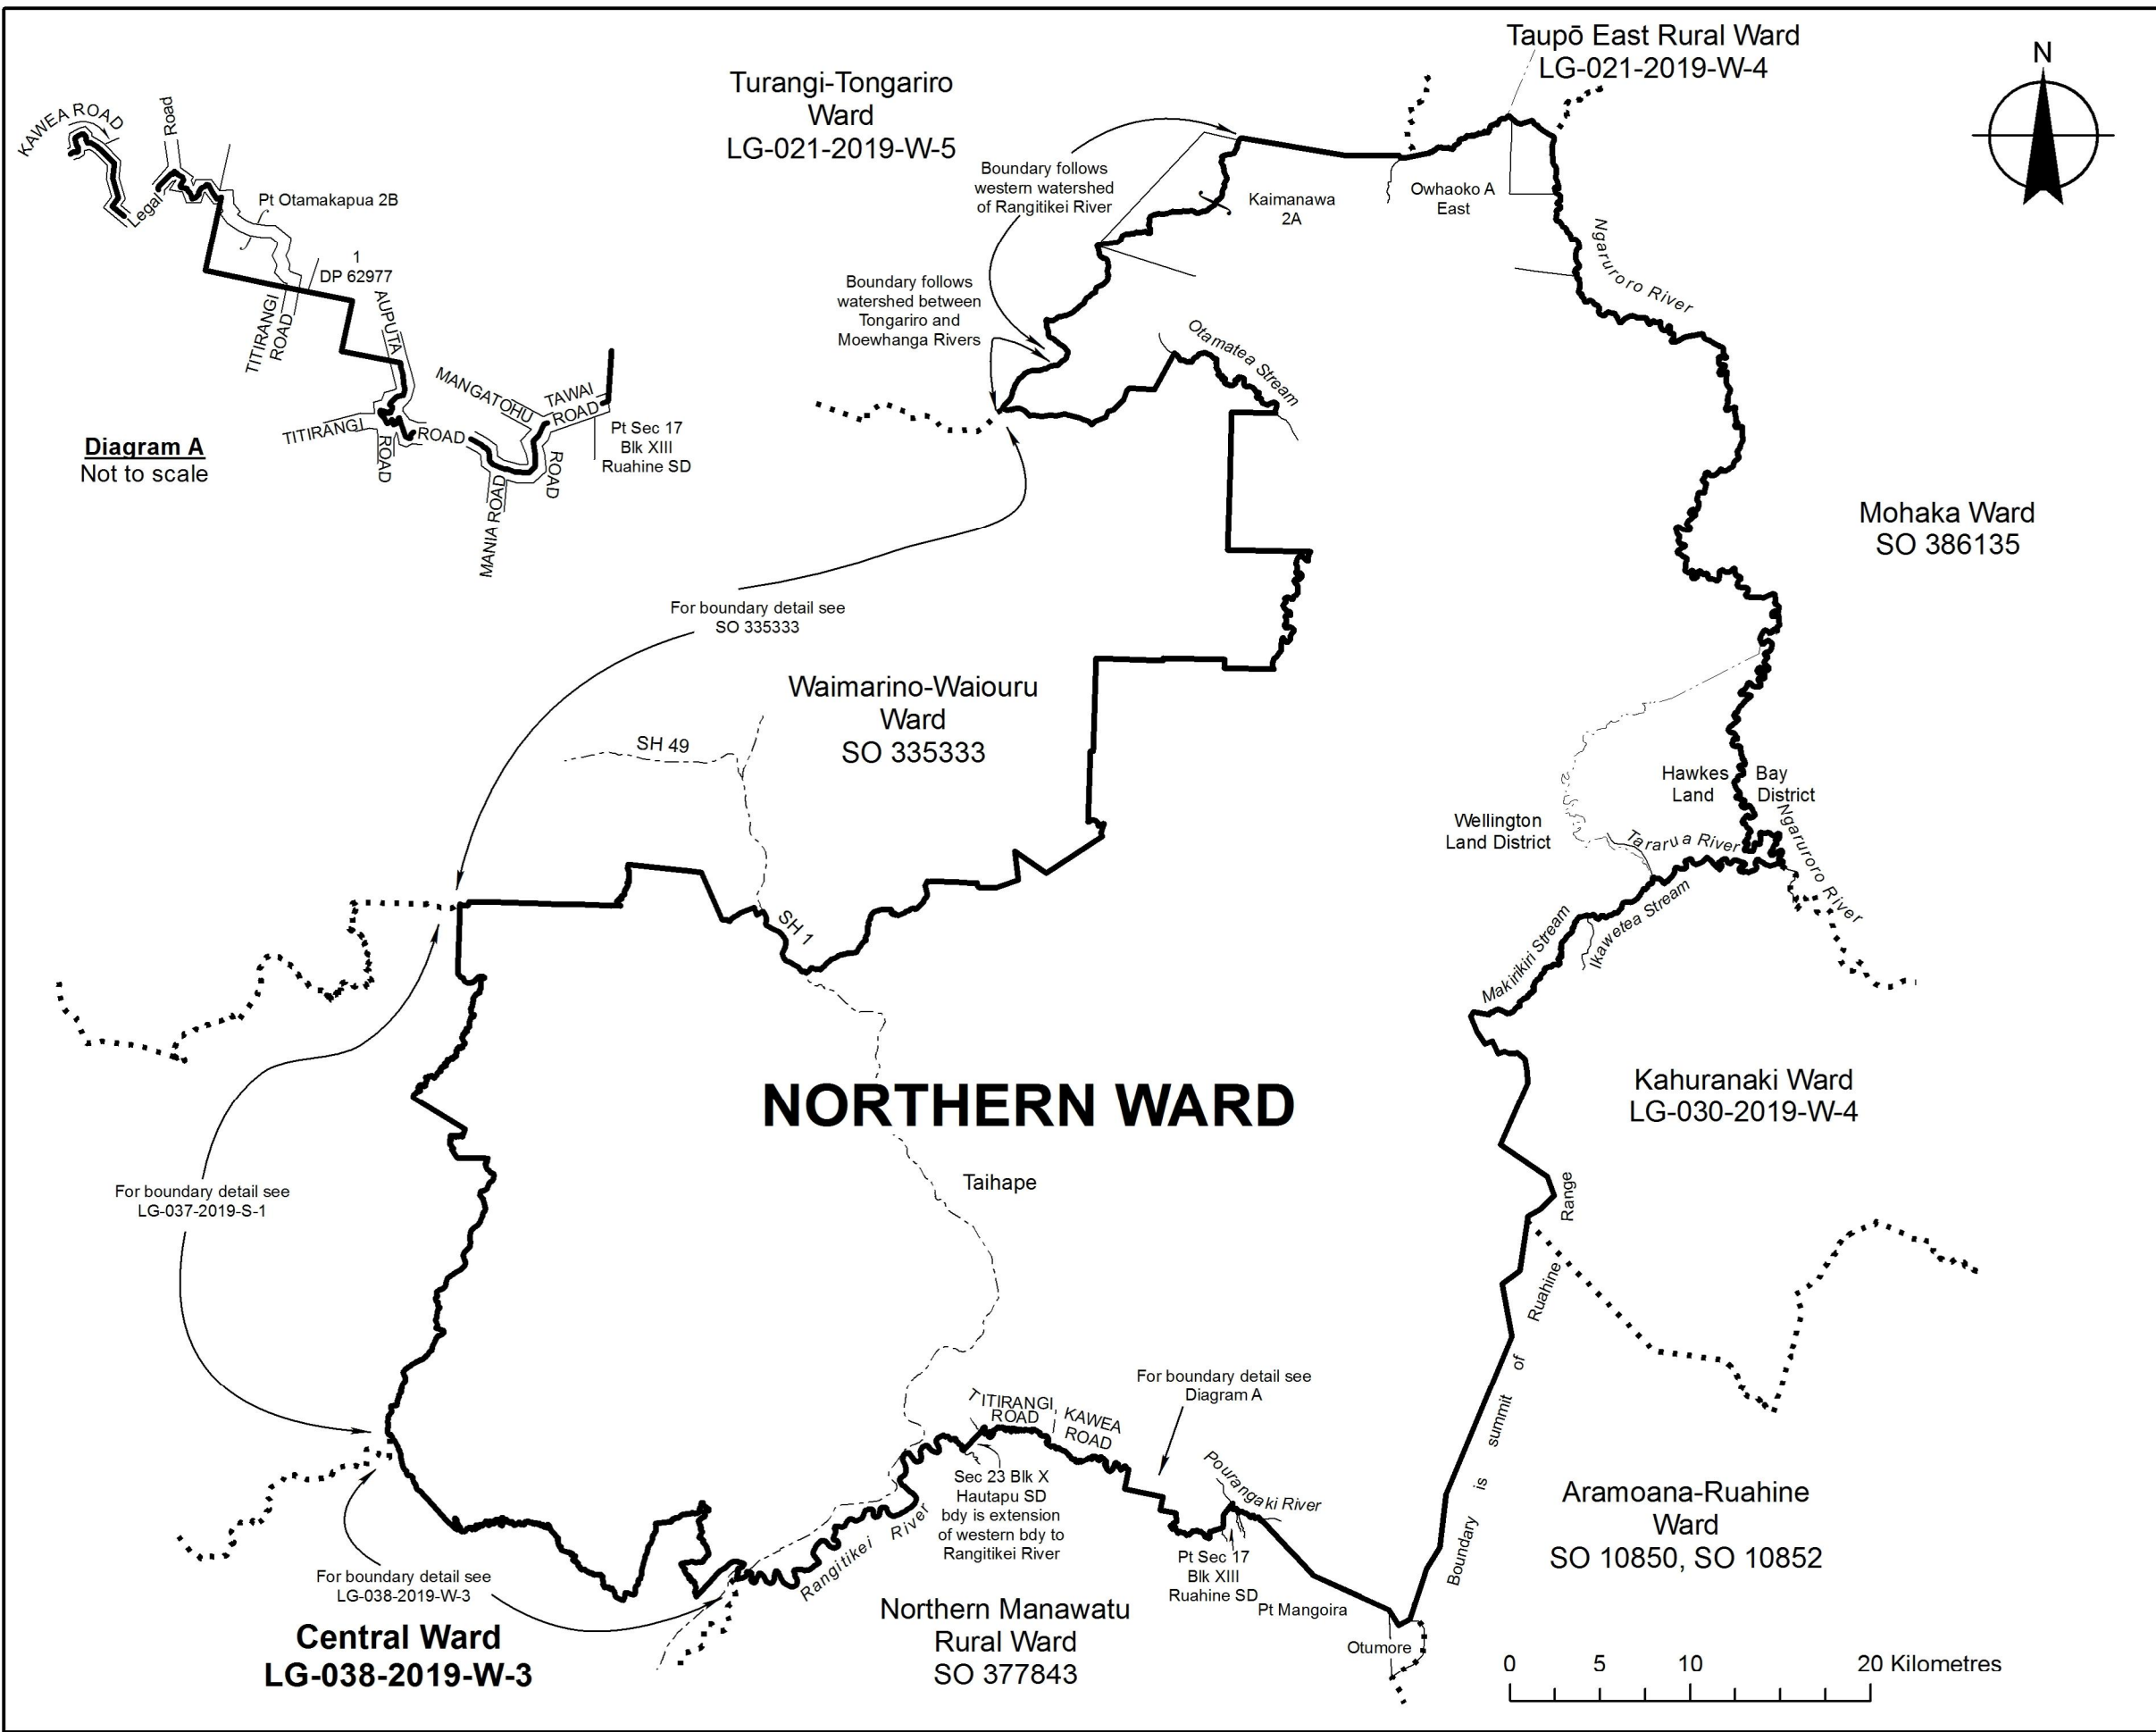 Taupō East Rural Ward
LG-021-2019-W-4
N
Turangi-Tongariro
Ward
LG-021-2019-W-5
KAWEA ROAD
Legal Road
Pt Otamakapua 2B
1
DP 62977
TITIRANGI
ROAD
AUPUTA
ROAD
MANGATOHU
ROAD
TAWAI
ROAD
TITIRANGI
ROAD
MANIA ROAD
Pt Sec 17
Blk XIII
Ruahine SD
Diagram A
Not to scale
Boundary follows
western watershed
of Rangitikei River
Kaimanawa
2A
Owhaoko A
East
Ngaruroro River
Boundary follows
watershed between
Tongariro and
Moewhanga Rivers
Otamatea Stream
Mohaka Ward
SO 386135
For boundary detail see
SO 335333
Waimarino-Waiouru
Ward
SO 335333
SH 49
SH 1
Hawkes Bay
Land District
Wellington
Land District
Tararua River
Ngaruroro River
Makirikiri Stream
Ikawetea Stream
NORTHERN WARD
Kahuranaki Ward
LG-030-2019-W-4
Taihape
For boundary detail see
LG-037-2019-S-1
Boundary is summit of Ruahine Range
For boundary detail see
Diagram A
TITIRANGI
ROAD
KAWEA
ROAD
Pourangaki River
Sec 23 Blk X
Hautapu SD
bdy is extension
of western bdy to
Rangitikei River
Rangitikei River
Pt Sec 17
Blk XIII
Ruahine SD
Pt Mangoira
Otumore
Aramoana-Ruahine
Ward
SO 10850, SO 10852
For boundary detail see
LG-038-2019-W-3
Central Ward
LG-038-2019-W-3
Northern Manawatu
Rural Ward
SO 377843
0 5 10 20 Kilometres